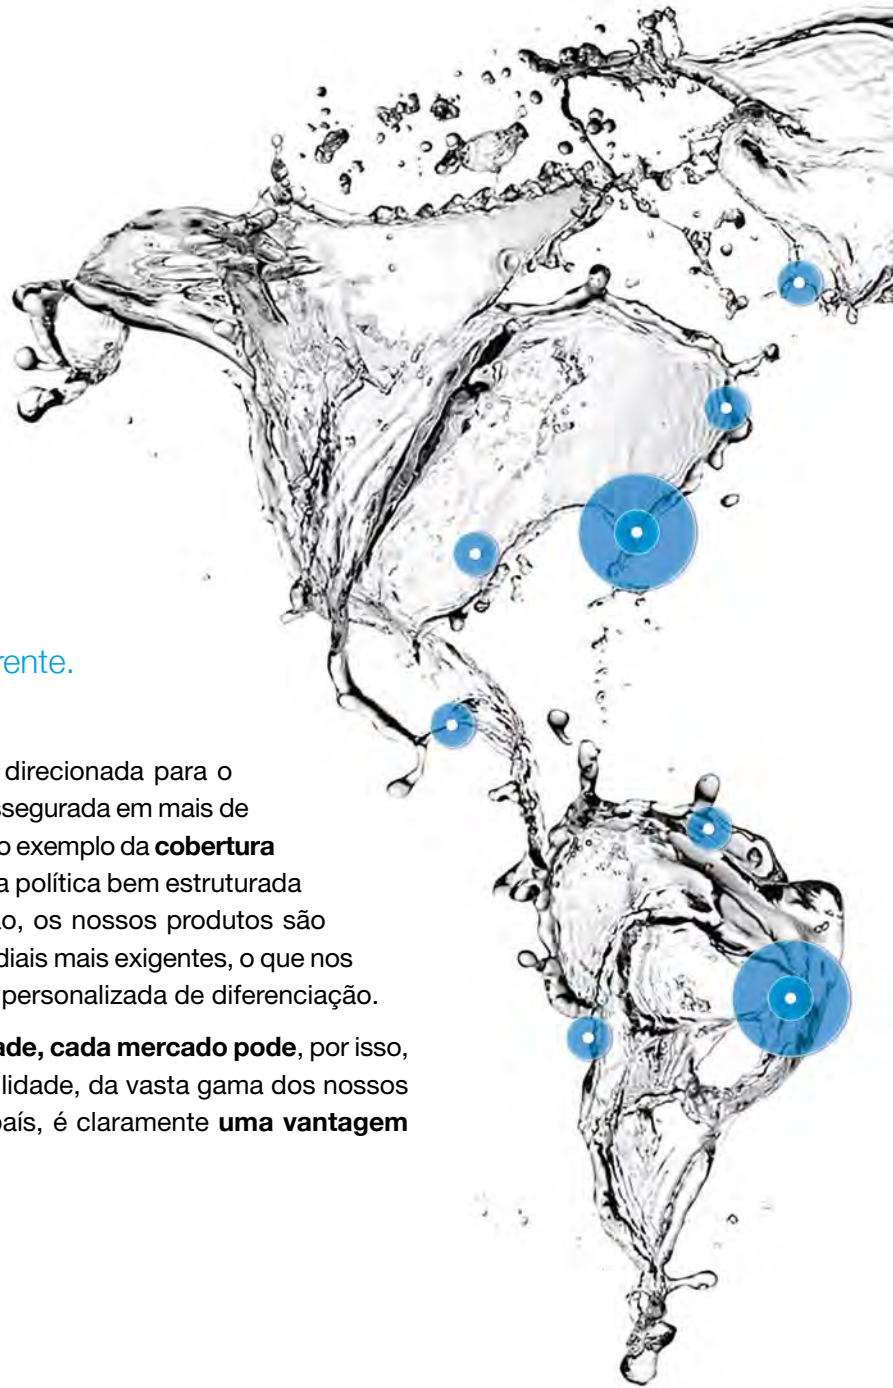 rente.
direcionada para o
ssegurada em mais de
o exemplo da cobertura
a política bem estruturada
ão, os nossos produtos são
diais mais exigentes, o que nos
personalizada de diferenciação.
ade, cada mercado pode, por isso,
lidade, da vasta gama dos nossos
país, é claramente uma vantagem